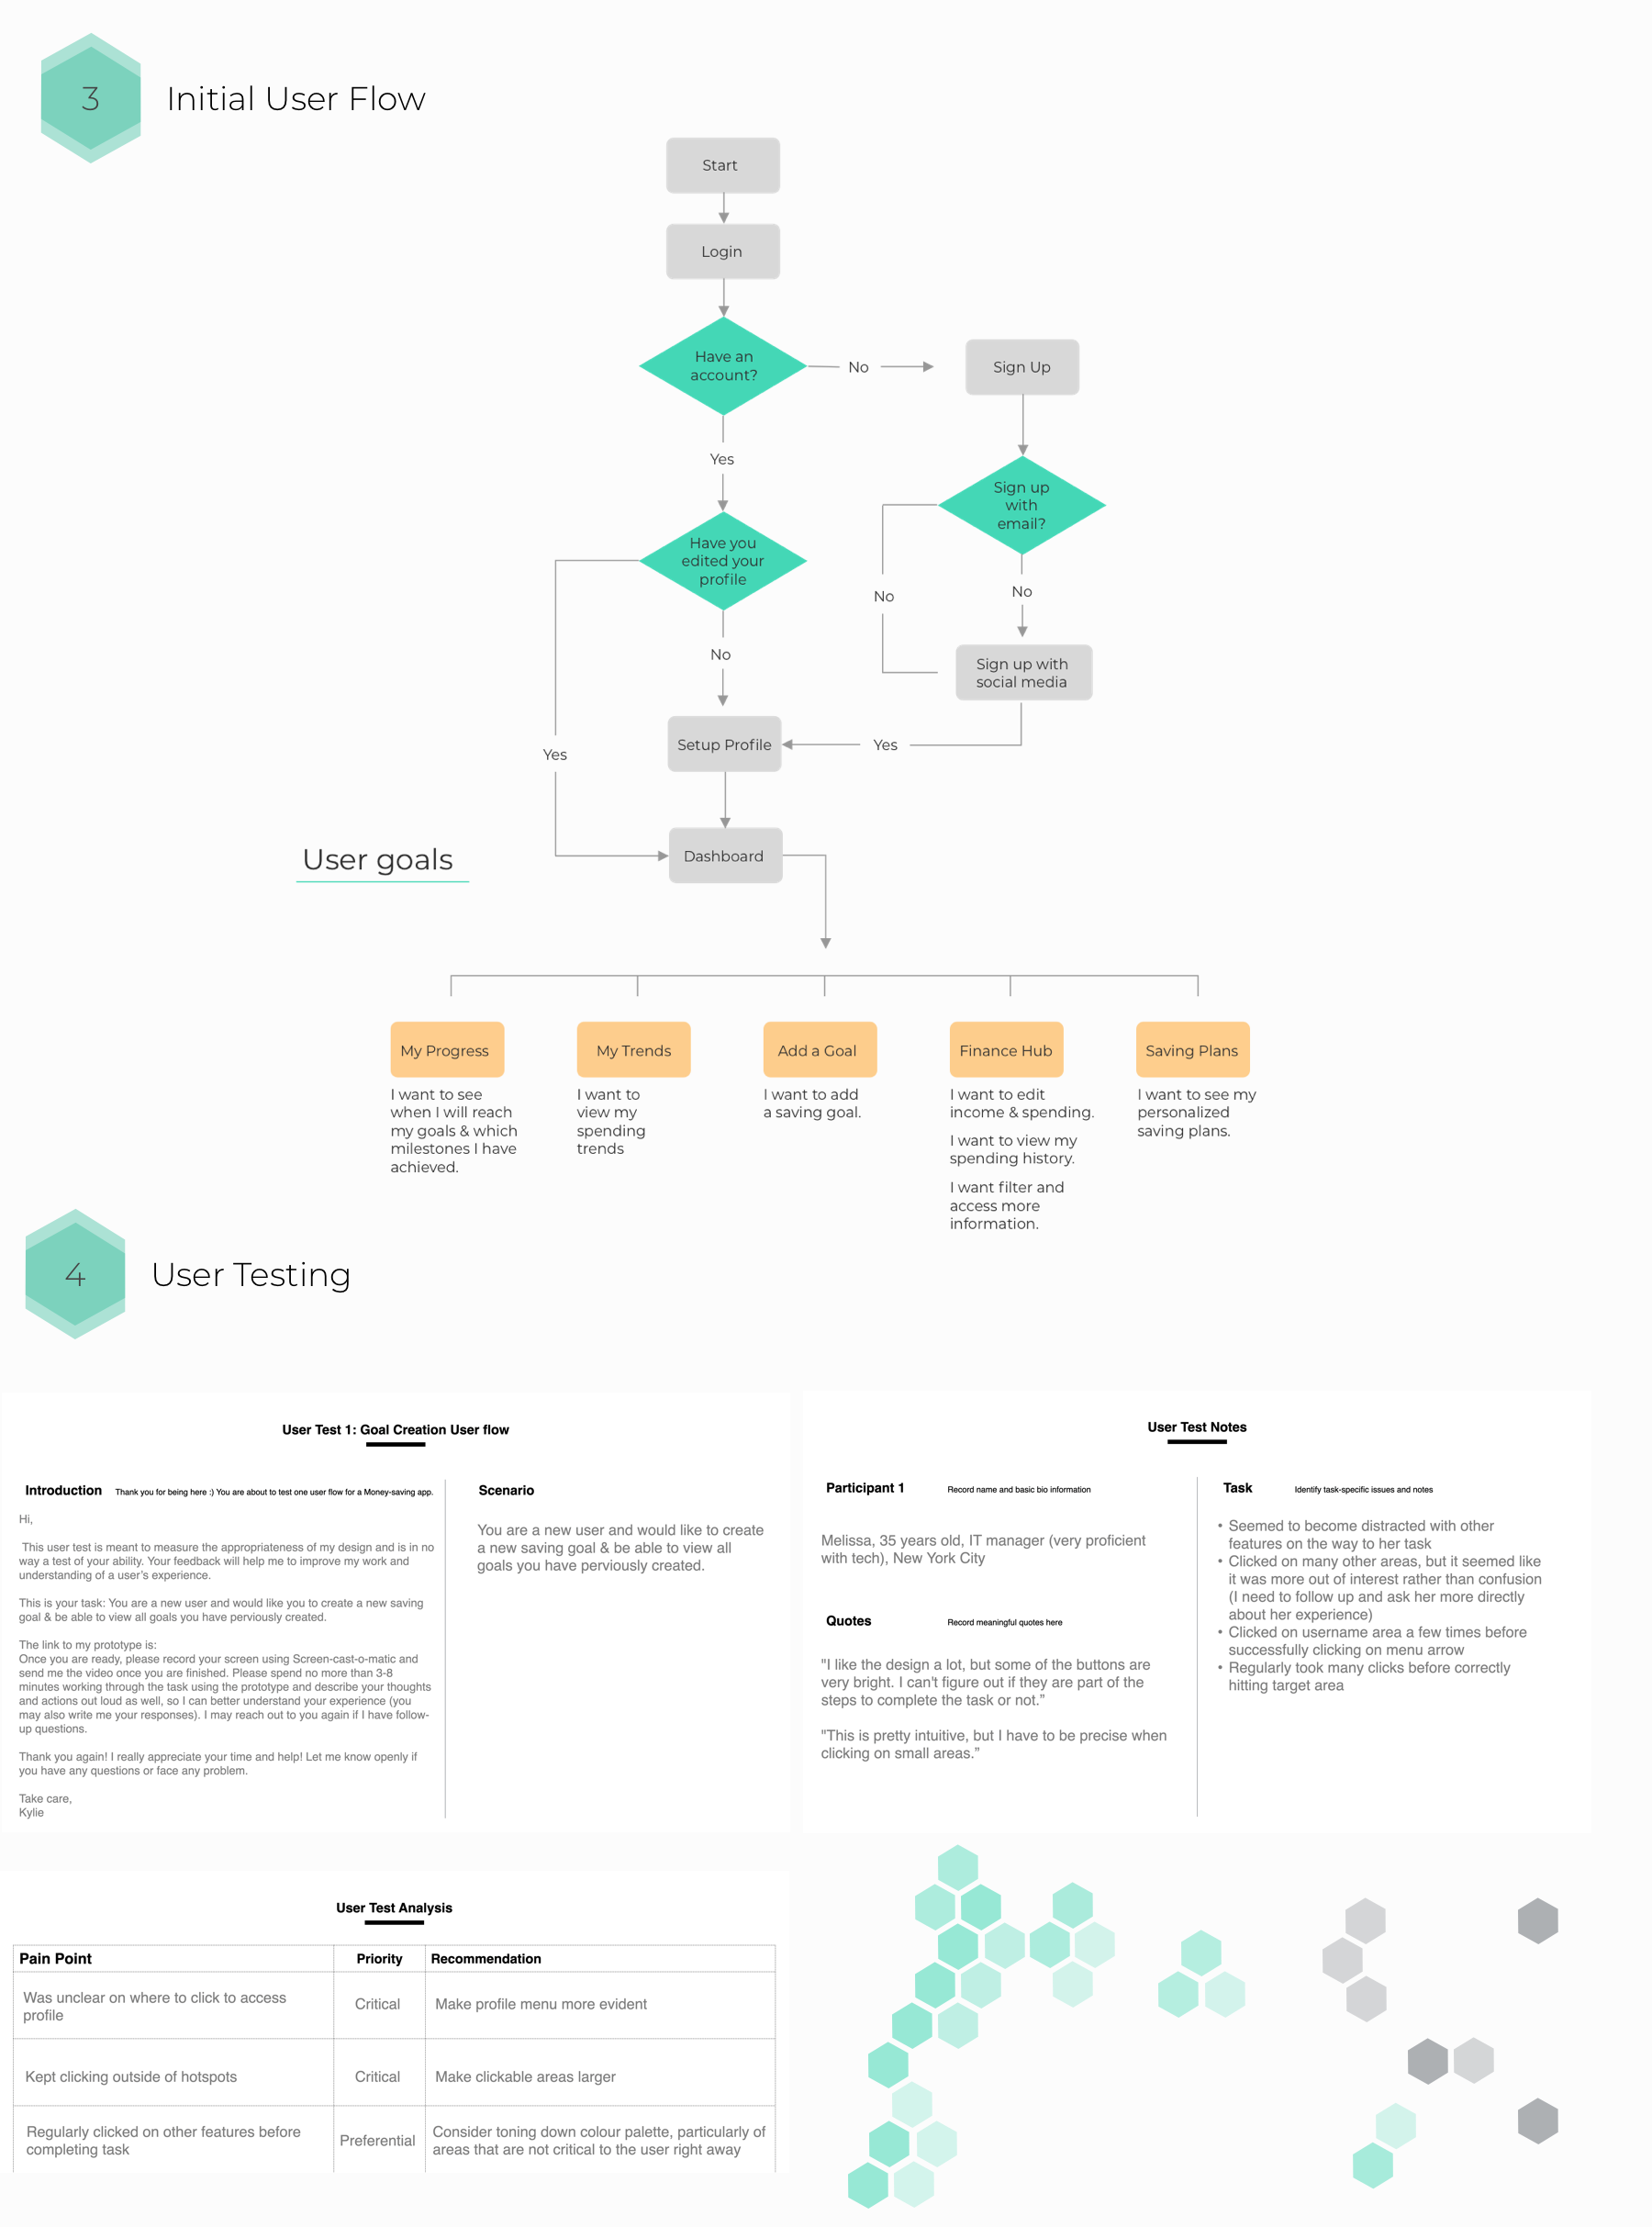 3
Initial User Flow
Start
Login
Have an
account?
No
Sign Up
Yes
Sign up
with
email?
Have you
edited your
profile
No
No
No
Sign up with
social media
Setup Profile
Yes
Yes
User goals
Dashboard
My Progress
I want to see
when I will reach
my goals & which
milestones I have
achieved.
My Trends
I want to
view my
spending
trends
Add a Goal
I want to add
a saving goal.
Finance Hub
I want to edit
income & spending.
I want to view my
spending history.
I want filter and
access more
information.
Saving Plans
I want to see my
personalized
saving plans.
4
User Testing
User Test 1: Goal Creation User flow
Introduction Thank you for being here :) You are about to test one user flow for a Money-saving app.
Hi,
This user test is meant to measure the appropriateness of my design and is in no
way a test of your ability. Your feedback will help me to improve my work and
understanding of a user's experience.
This is your task: You are a new user and would like you to create a new saving
goal & be able to view all goals you have perviously created.
The link to my prototype is:
Once you are ready, please record your screen using Screen-cast-o-matic and
send me the video once you are finished. Please spend no more than 3-8
minutes working through the task using the prototype and describe your thoughts
and actions out loud as well, so I can better understand your experience (you
may also write me your responses). I may reach out to you again if I have follow-
up questions.
Thank you again! I really appreciate your time and help! Let me know openly if
you have any questions or face any problem.
Take care,
Kylie
Scenario
You are a new user and would like to create
a new saving goal & be able to view all
goals you have perviously created.
User Test Notes
Participant 1 Record name and basic bio information
Melissa, 35 years old, IT manager (very proficient
with tech), New York City
Quotes Record meaningful quotes here
"I like the design a lot, but some of the buttons are
very bright. I can't figure out if they are part of the
steps to complete the task or not.”
"This is pretty intuitive, but I have to be precise when
clicking on small areas.”
Task Identify task-specific issues and notes
• Seemed to become distracted with other
features on the way to her task
• Clicked on many other areas, but it seemed like
it was more out of interest rather than confusion
(I need to follow up and ask her more directly
about her experience)
• Clicked on username area a few times before
successfully clicking on menu arrow
• Regularly took many clicks before correctly
hitting target area
User Test Analysis
Pain Point Priority Recommendation
Was unclear on where to click to access
profile
Critical
Make profile menu more evident
Kept clicking outside of hotspots
Critical
Make clickable areas larger
Regularly clicked on other features before
completing task
Preferential
Consider toning down colour palette, particularly of
areas that are not critical to the user right away